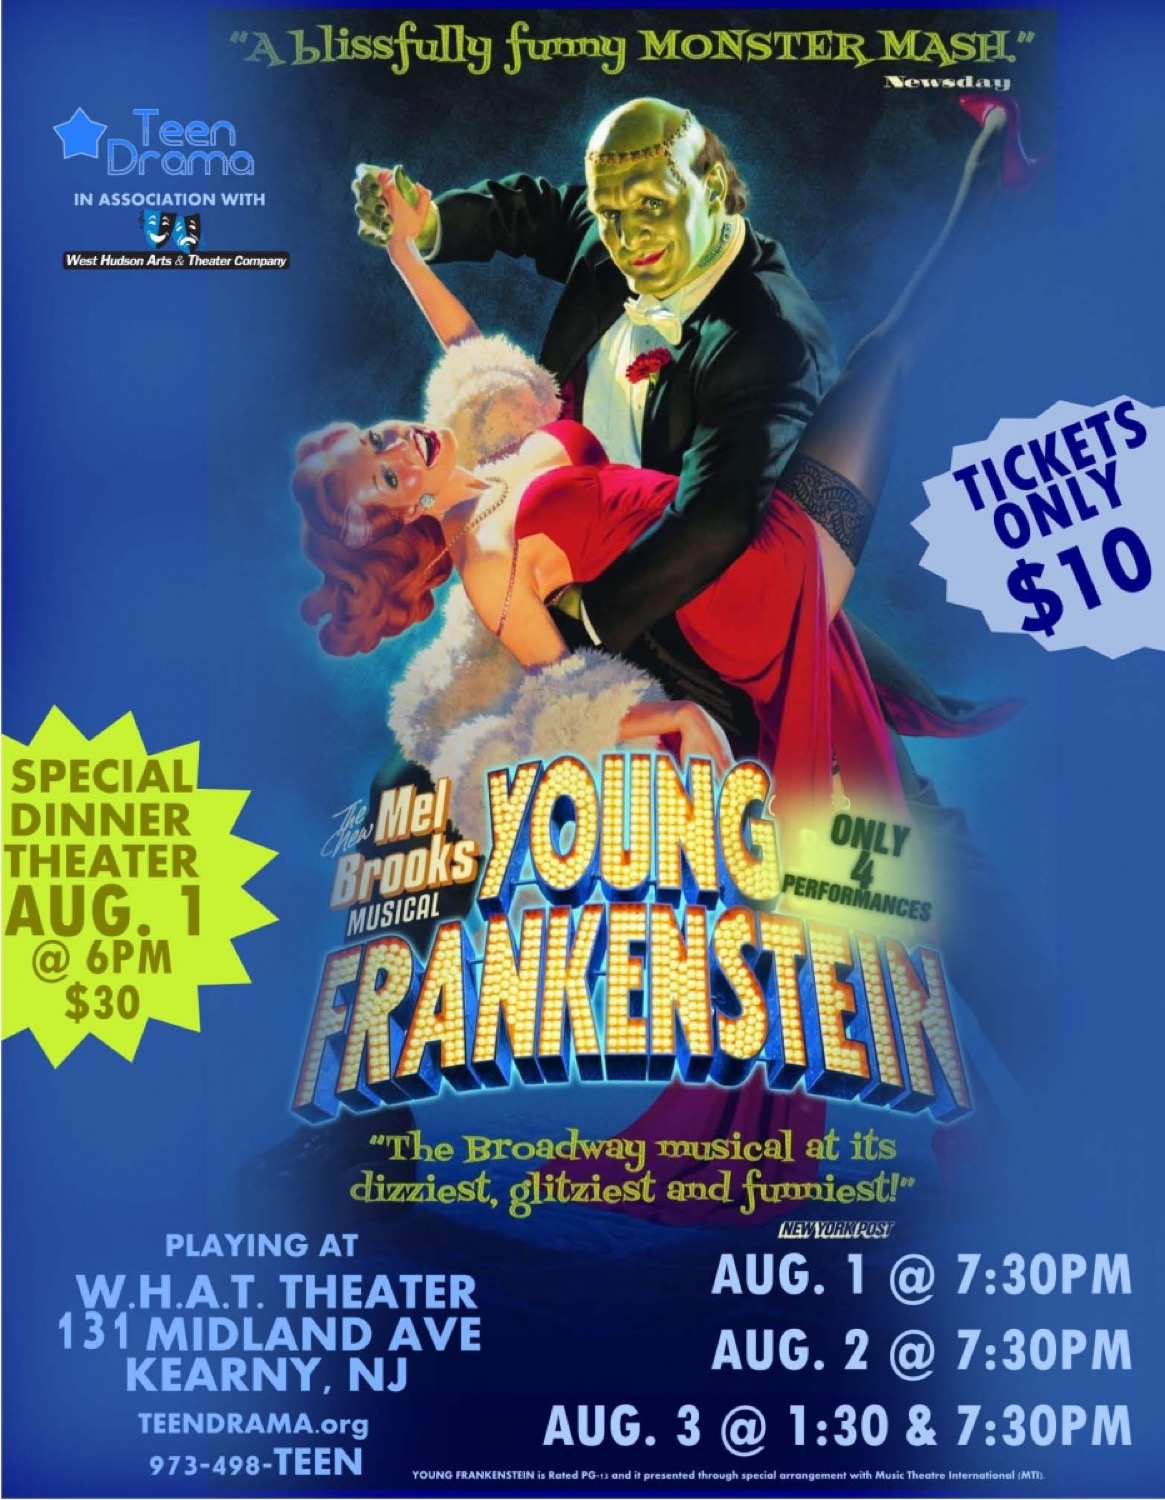 "A blissfully funny MONSTER MASH."
Newsday
Teen
Drama
IN ASSOCIATION WITH
West Hudson Arts & Theater Company
TICKETS
ONLY
$10
SPECIAL
DINNER
THEATER
AUG. 1
@ 6PM
$30
The New Mel
Brooks
MUSICAL
YOUNG
FRANKENSTEIN
ONLY
4
PERFORMANCES
"The Broadway musical at its
dizziest, glitziest and funniest!"
NEW YORK POST
PLAYING AT
W.H.A.T. THEATER
131 MIDLAND AVE
KEARNY, NJ
TEENDRAMA.org
973-498-TEEN
AUG. 1 @ 7:30PM
AUG. 2 @ 7:30PM
AUG. 3 @ 1:30 & 7:30PM
YOUNG FRANKENSTEIN is Rated PG-13 and it presented through special arrangement with Music Theatre International (MTI).